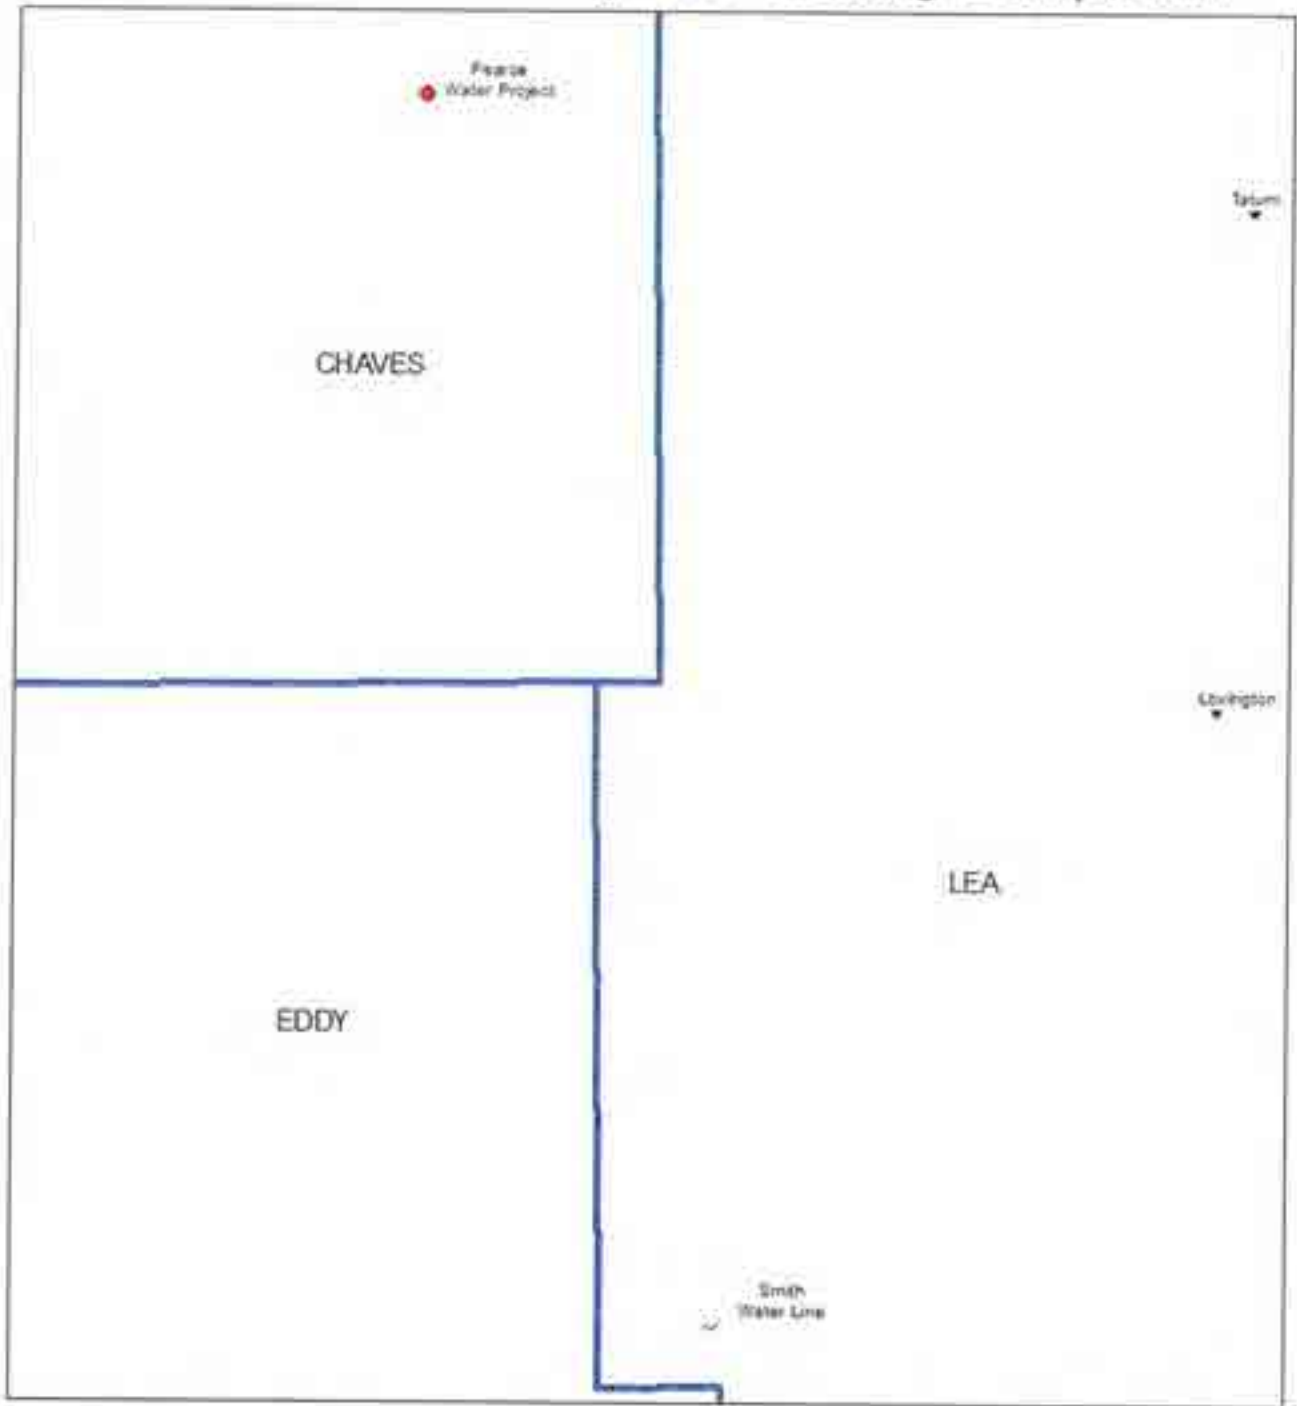 Pearce
Water Project
Tatum
CHAVES
Lovington
LEA
EDDY
Smith
Water Line